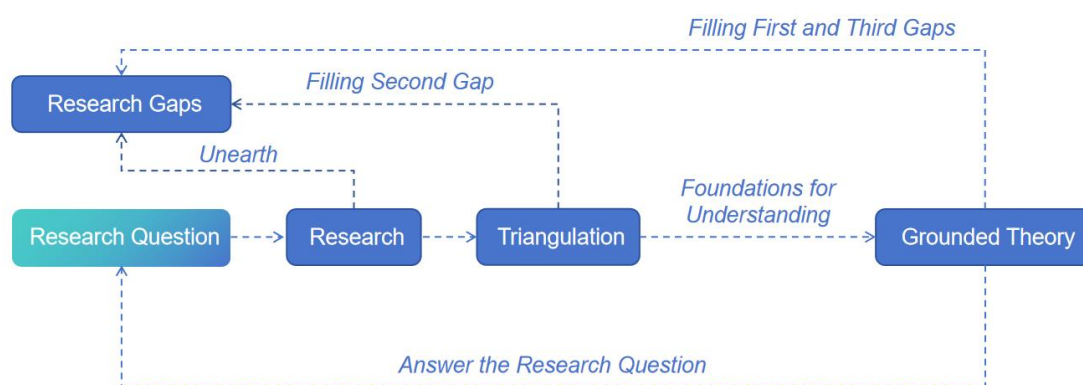 Filling First and Third Gaps
Filling Second Gap
Research Gaps
Unearth
Foundations for
Understanding
Research Question
Research
Triangulation
Grounded Theory
Answer the Research Question